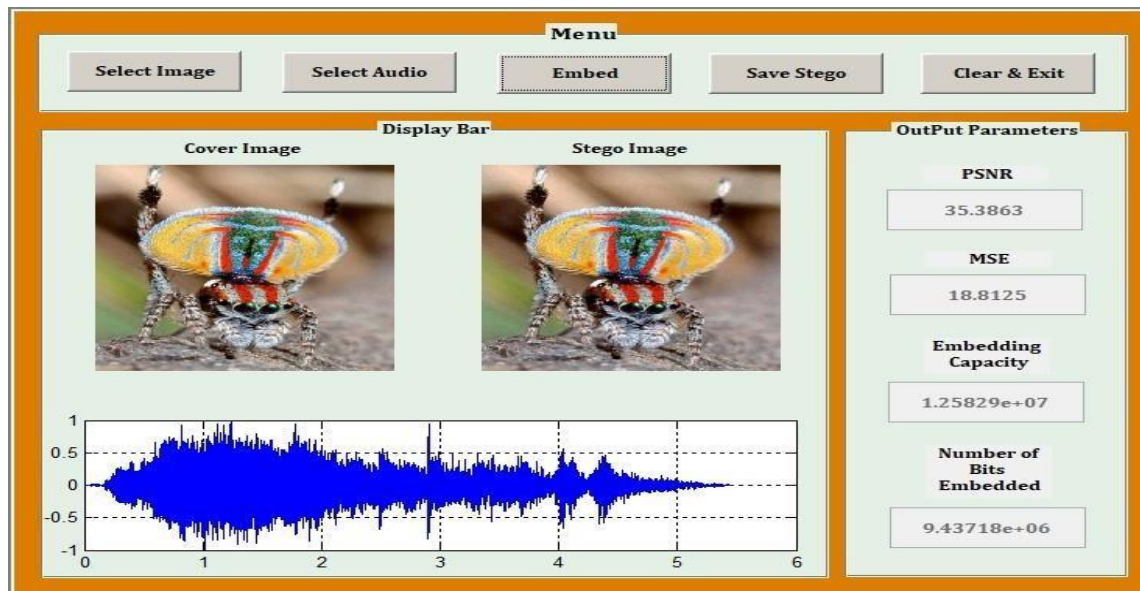 Menu
Select Image
Select Audio
Embed
Save Stego
Clear & Exit
Display Bar
Cover Image
Stego Image
1
0.5
0
-0.5
-1
0
1
2
3
4
5
6
OutPut Parameters
PSNR
35.3863
MSE
18.8125
Embedding
Capacity
1.25829e+07
Number of
Bits
Embedded
9.43718e+06